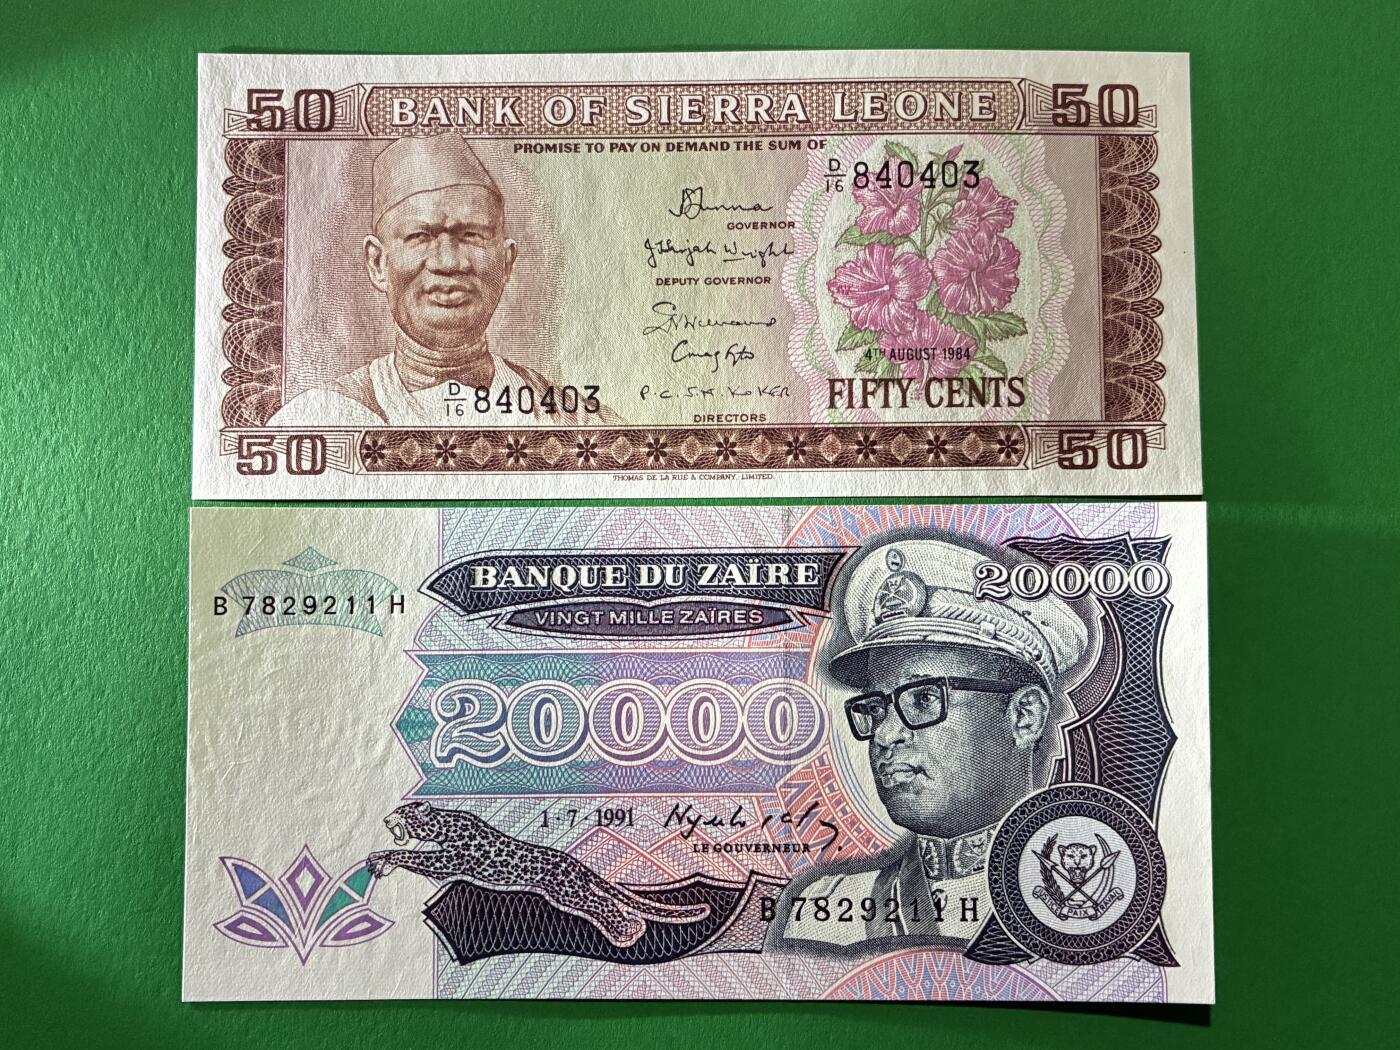 50 BANK OF SIERRA LEONE 50
PROMISE TO PAY ON DEMAND THE SUM OF
D/16 840403
GOVERNOR
DEPUTY GOVERNOR
4TH AUGUST 1984
FIFTY CENTS
D/16 840403
DIRECTORS
50 50
THOMAS DE LA RUE & COMPANY, LIMITED.
BANQUE DU ZAÏRE
20000
B 7829211 H
VINGT MILLE ZAÏRES
20000
1·7·1991
LE GOUVERNEUR
B 7829211 H
PAIX